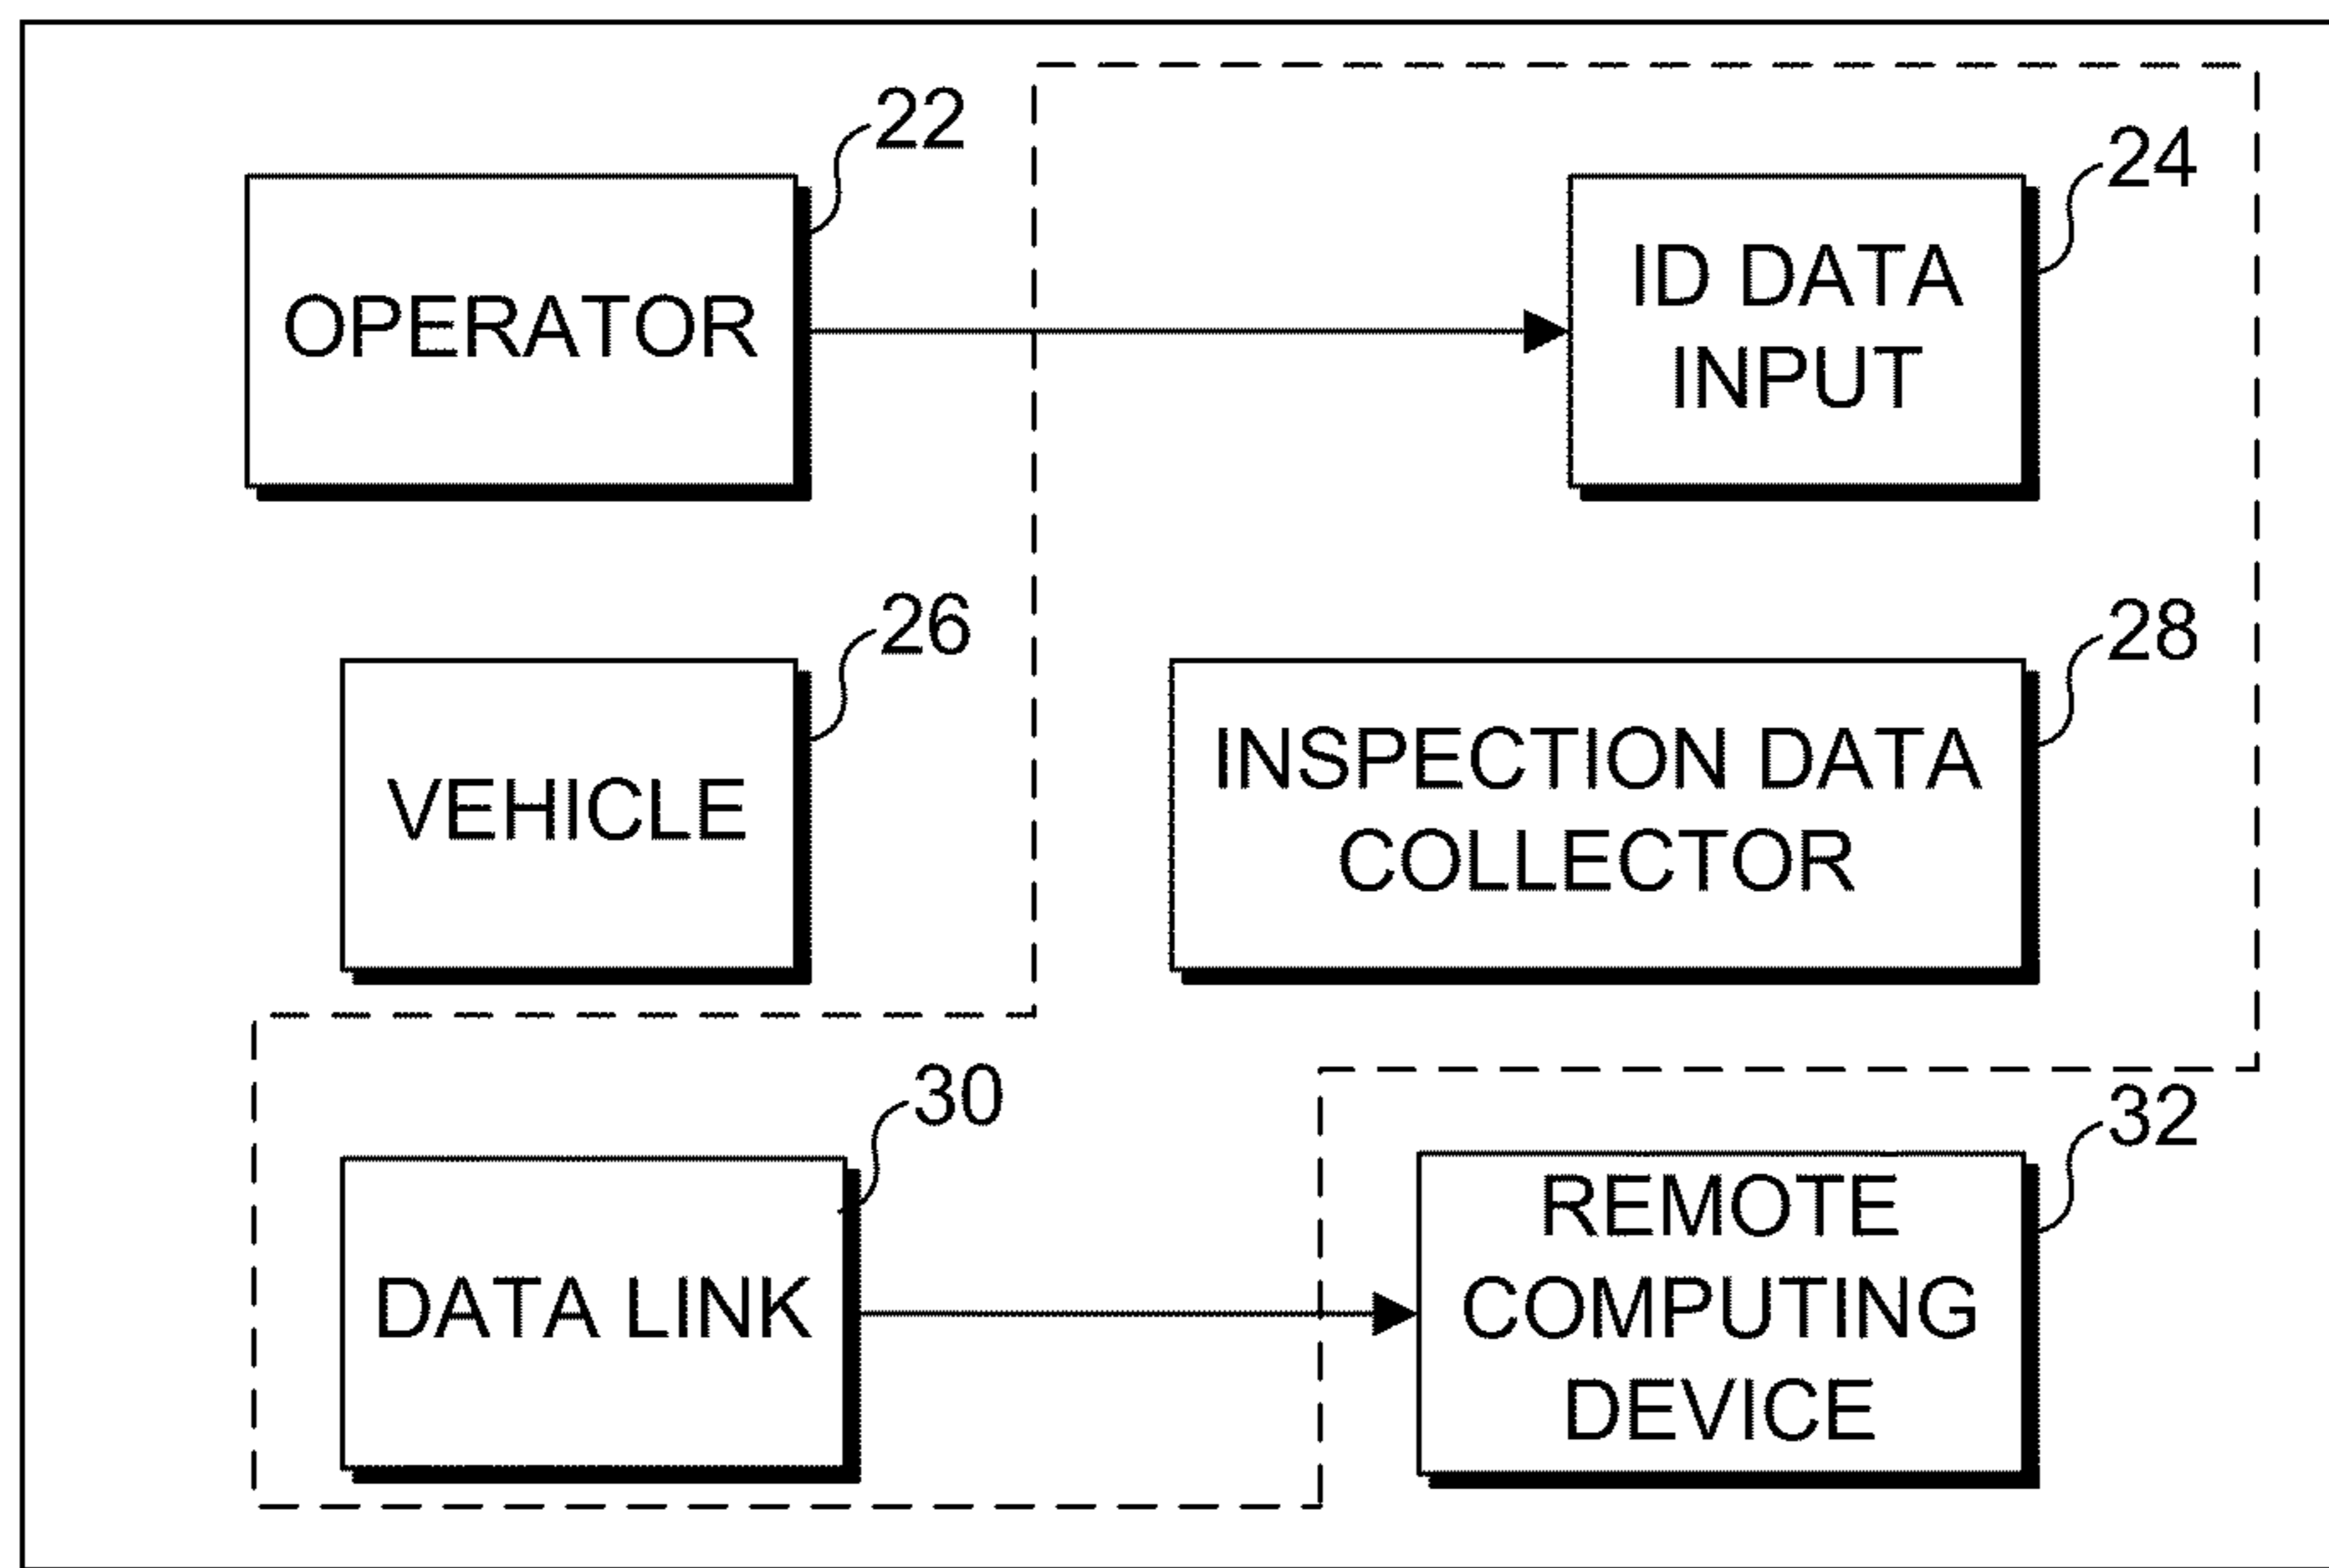 22
OPERATOR
24
ID DATA
INPUT
26
VEHICLE
28
INSPECTION DATA
COLLECTOR
30
DATA LINK
32
REMOTE
COMPUTING
DEVICE